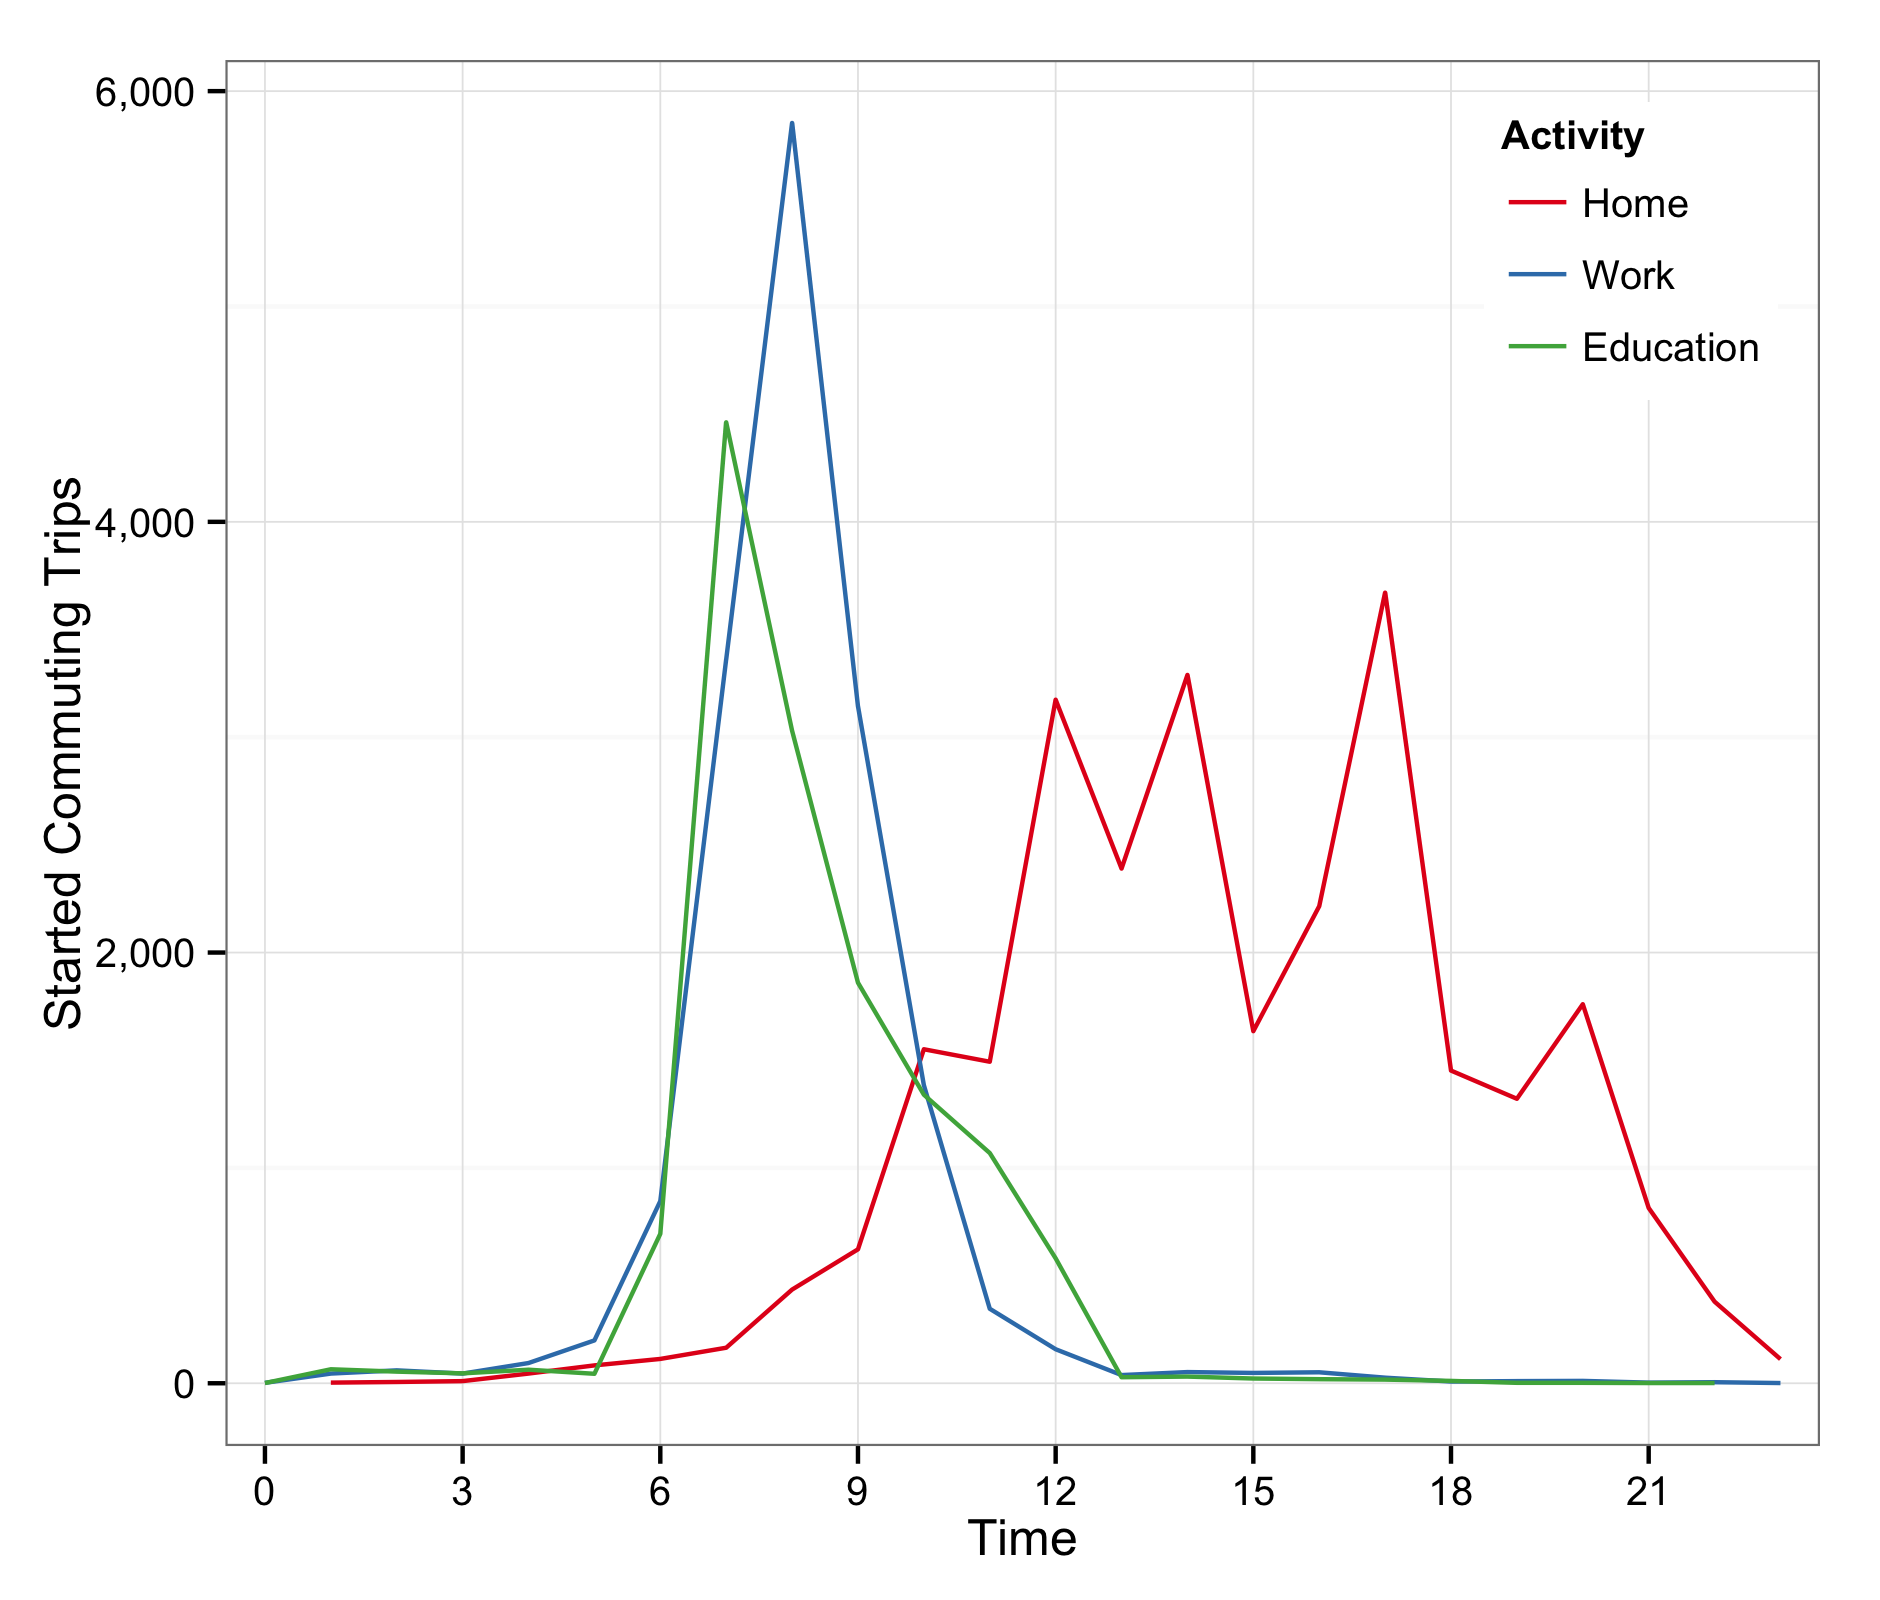 6,000
4,000
2,000
0
Started Commuting Trips
Activity
Home
Work
Education
0 3 6 9 12 15 18 21
Time